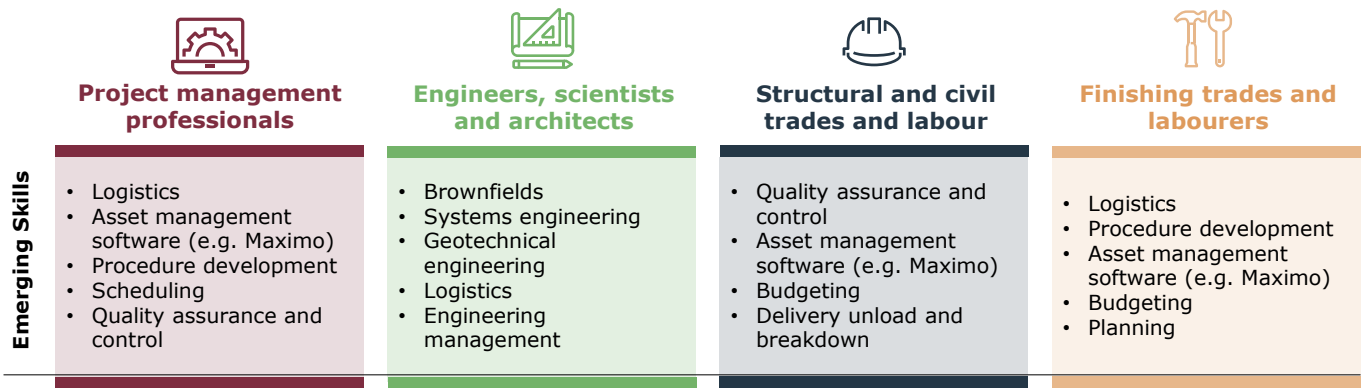 Project management
professionals
Engineers, scientists
and architects
Structural and civil
trades and labour
Finishing trades and
labourers
Emerging Skills
• Logistics
• Asset management
software (e.g. Maximo)
• Procedure development
• Scheduling
• Quality assurance and
control
• Brownfields
• Systems engineering
• Geotechnical
engineering
• Logistics
• Engineering
management
• Quality assurance and
control
• Asset management
software (e.g. Maximo)
• Budgeting
• Delivery unload and
breakdown
• Logistics
• Procedure development
• Asset management
software (e.g. Maximo)
• Budgeting
• Planning